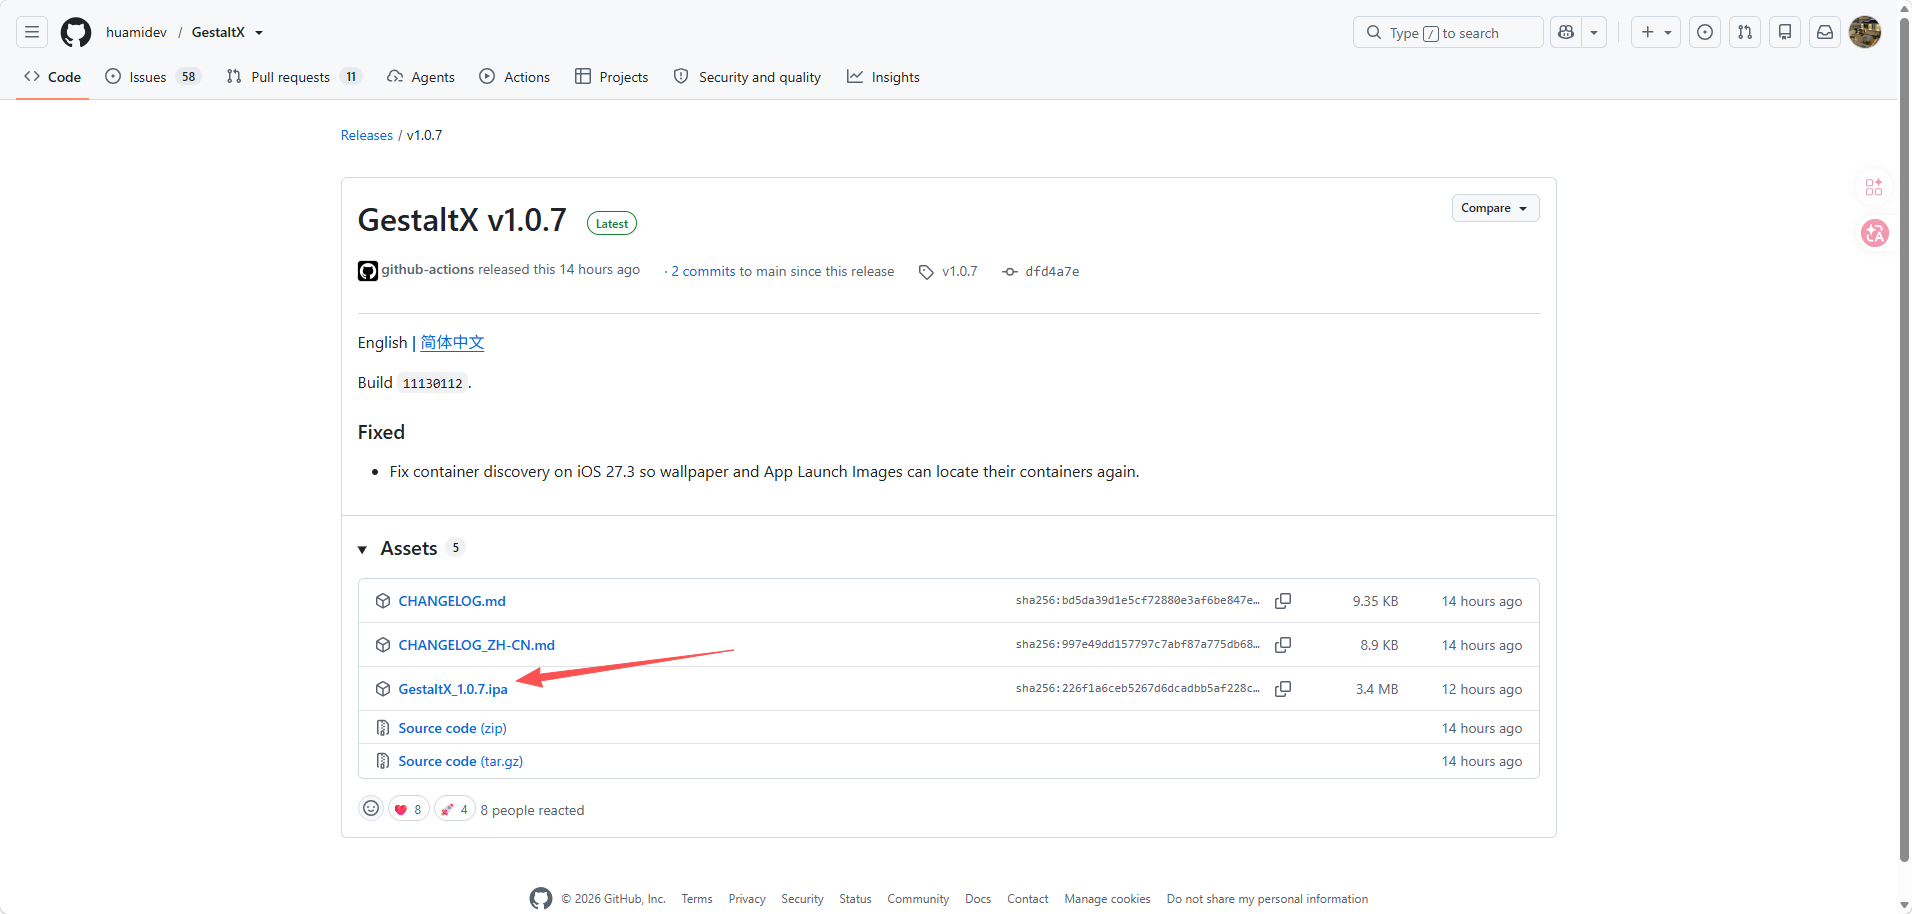 huamidev / GestaltX
Type / to search
Code Issues 58 Pull requests 11 Agents Actions Projects Security and quality Insights
Releases / v1.0.7
GestaltX v1.0.7 Latest
Compare
github-actions released this 14 hours ago · 2 commits to main since this release v1.0.7 dfd4a7e
English | 简体中文
Build 11130112.
Fixed
• Fix container discovery on iOS 27.3 so wallpaper and App Launch Images can locate their containers again.
Assets 5
CHANGELOG.md sha256:bd5da39d1e5cf72880e3af6be847e… 9.35 KB 14 hours ago
CHANGELOG_ZH-CN.md sha256:997e49dd157797c7abf87a775db68… 8.9 KB 14 hours ago
GestaltX_1.0.7.ipa sha256:226f1a6ceb5267d6dcadbb5af228c… 3.4 MB 12 hours ago
Source code (zip) 14 hours ago
Source code (tar.gz) 14 hours ago
8 4 8 people reacted
© 2026 GitHub, Inc. Terms Privacy Security Status Community Docs Contact Manage cookies Do not share my personal information